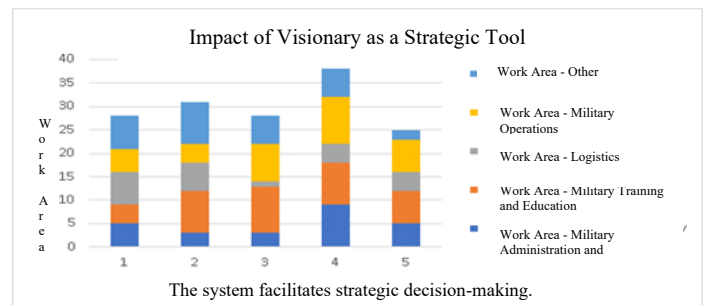 Impact of Visionary as a Strategic Tool
40
35
30
25
20
15
10
5
0
Work Area
1 2 3 4 5
The system facilitates strategic decision-making.
Work Area - Other
Work Area - Military
Operations
Work Area - Logistics
Work Area - Military Training
and Education
Work Area - Military
Administration and